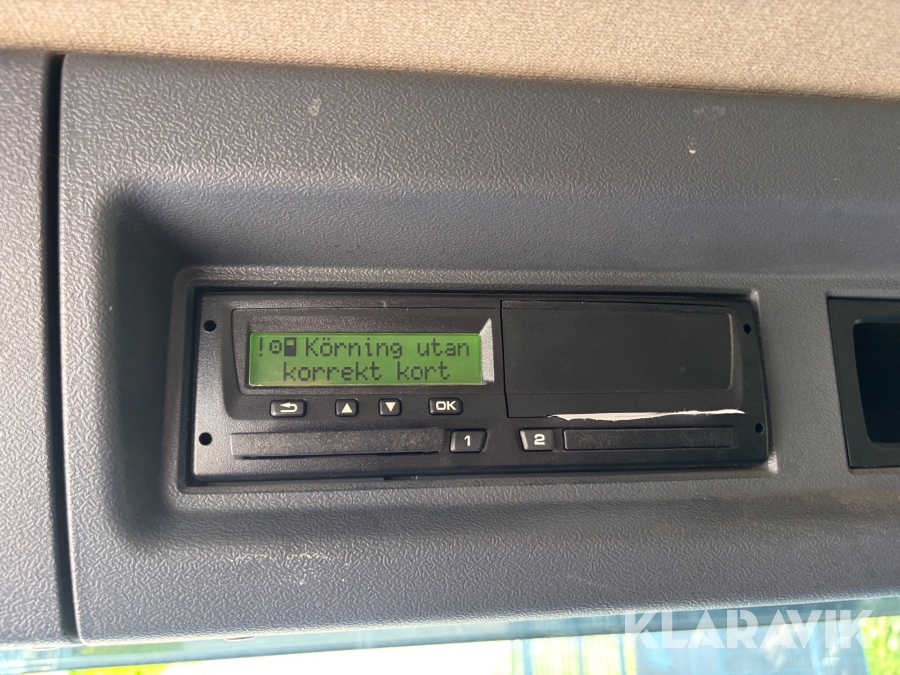 ! Körning utan
korrekt kort
OK
1 2
KLARAVIK